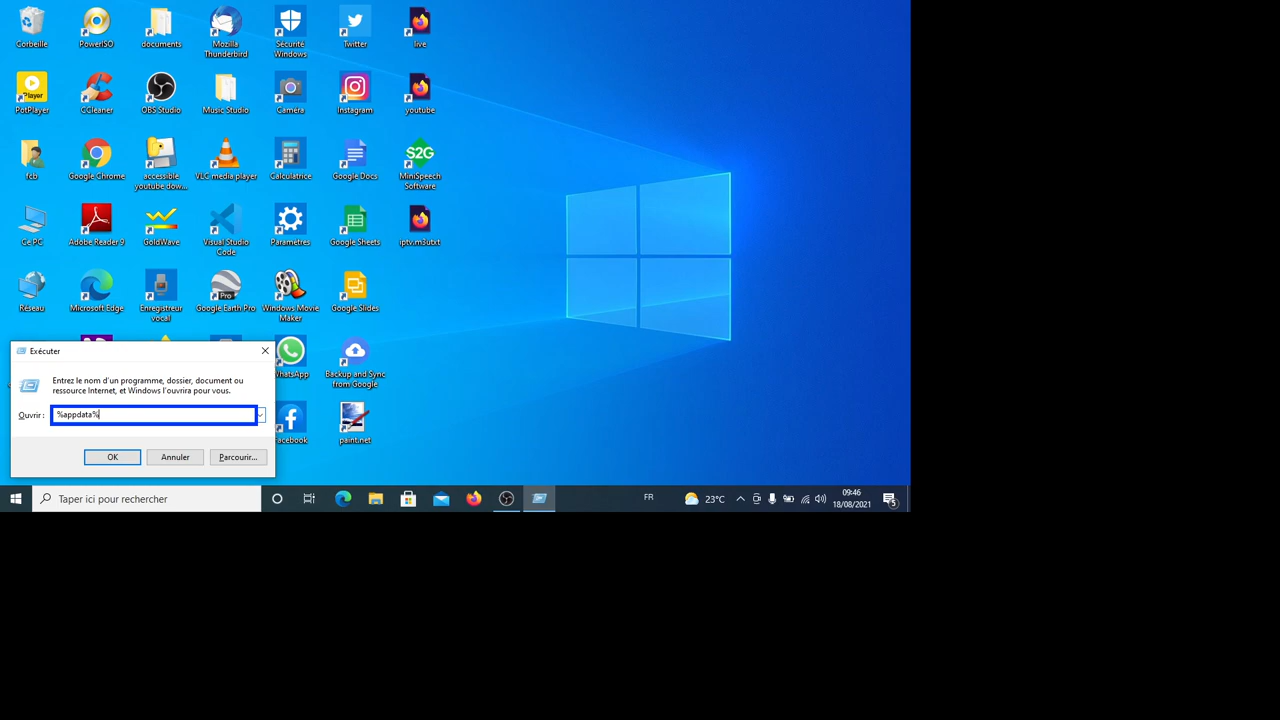 Corbeille
PowerISO
documents
Mozilla
Thunderbird
Sécurité
Windows
Twitter
live
PotPlayer
CCleaner
OBS Studio
Music Studio
Caméra
Instagram
youtube
fcb
Google Chrome
accessible
youtube dow...
VLC media player
Calculatrice
Google Docs
S2G
MiniSpeech
Software
Ce PC
Adobe Reader 9
GoldWave
Visual Studio
Code
Paramètres
Google Sheets
iptv.m3utxt
Réseau
Microsoft Edge
Enregistreur
vocal
Pro
Google Earth Pro
Windows Movie
Maker
Google Slides
WhatsApp
Backup and Sync
from Google
Facebook
paint.net
Exécuter
Entrez le nom d'un programme, dossier, document ou
ressource Internet, et Windows l'ouvrira pour vous.
Ouvrir :
%appdata%
OK
Annuler
Parcourir...
Taper ici pour rechercher
FR
23°C
09:46
18/08/2021
5